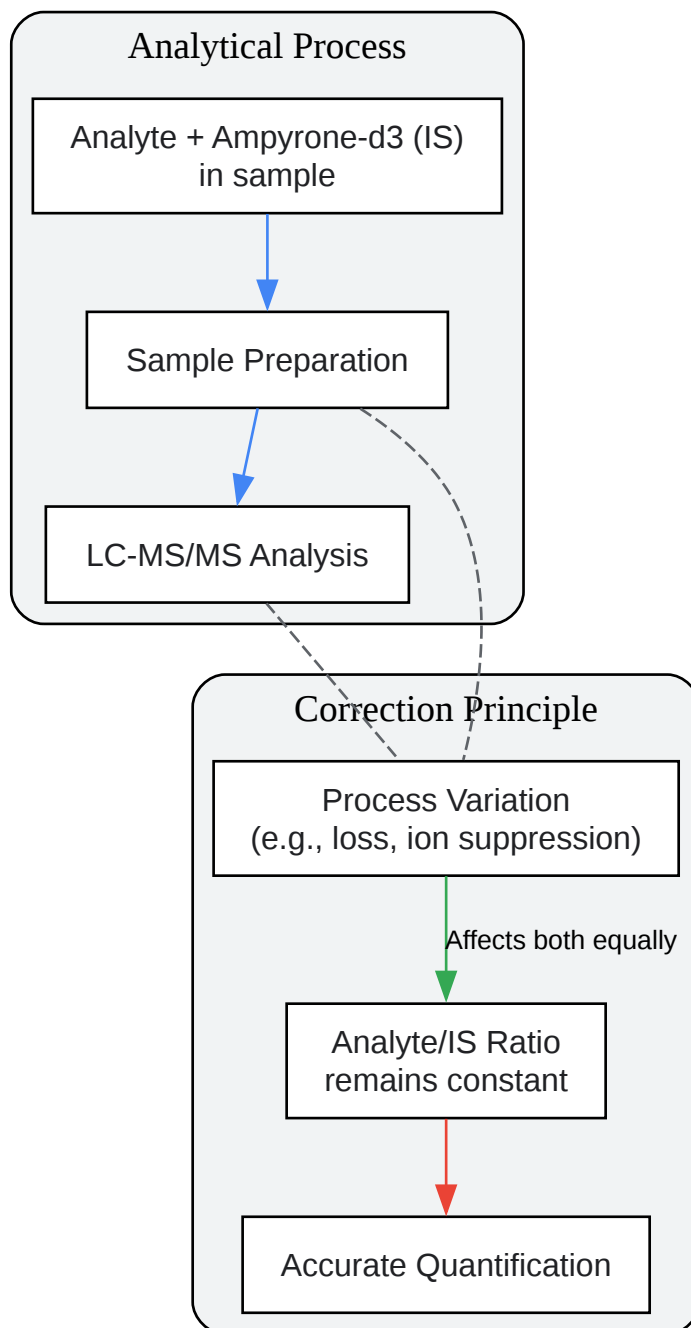 Analytical Process
Analyte + Ampyrone-d3 (IS)
in sample
Sample Preparation
LC-MS/MS Analysis
Correction Principle
Process Variation
(e.g., loss, ion suppression)
Affects both equally
Analyte/IS Ratio
remains constant
Accurate Quantification